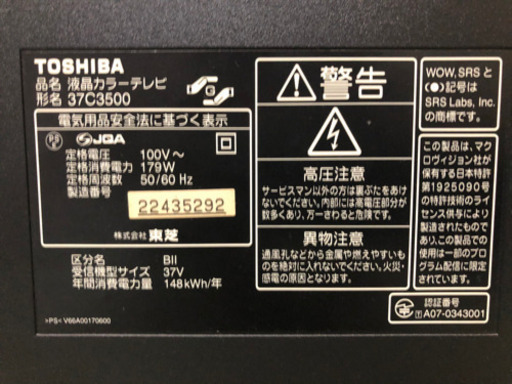 TOSHIBA
品名 液晶カラーテレビ
形名 37C3500
電気用品安全法に基づく表示
PS E JQA
定格電圧 100V~
定格消費電力 179W
定格周波数 50/60 Hz
製造番号
22435292
株式会社 東芝
区分名 BII
受信機型サイズ 37V
年間消費電力量 148kWh/年
>PS< V66A00170600
警告
高圧注意
サービスマン以外の方は裏ぶたをあけ
ないでください。内部には高電圧部分が
数多くあり、万一さわると危険です。
異物注意
通風孔などから金属や燃えやすいもの
を絶対に入れないでください。火災・
感電の原因となります。
WOW, SRS と
(●)記号は
SRS Labs, Inc.
の商標です。
この製品は、マク
ロヴィジョン社が
保有する日本特許
第1925090号
の特許技術のライ
センス供与により
製造されたもので
あり、この製品での
使用は一部のプロ
グラム配信に限定
されています。
認証番号
T A07-0343001